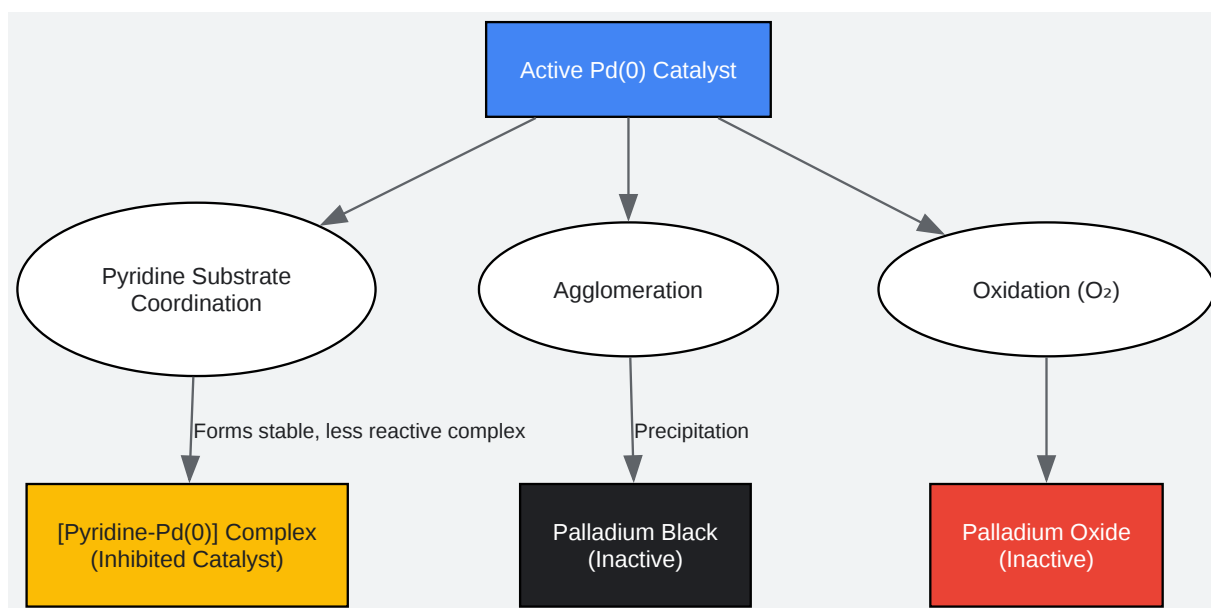 Active Pd(0) Catalyst
Pyridine Substrate
Coordination
Agglomeration
Oxidation (O₂)
Forms stable, less reactive complex
Precipitation
[Pyridine-Pd(0)] Complex
(Inhibited Catalyst)
Palladium Black
(Inactive)
Palladium Oxide
(Inactive)